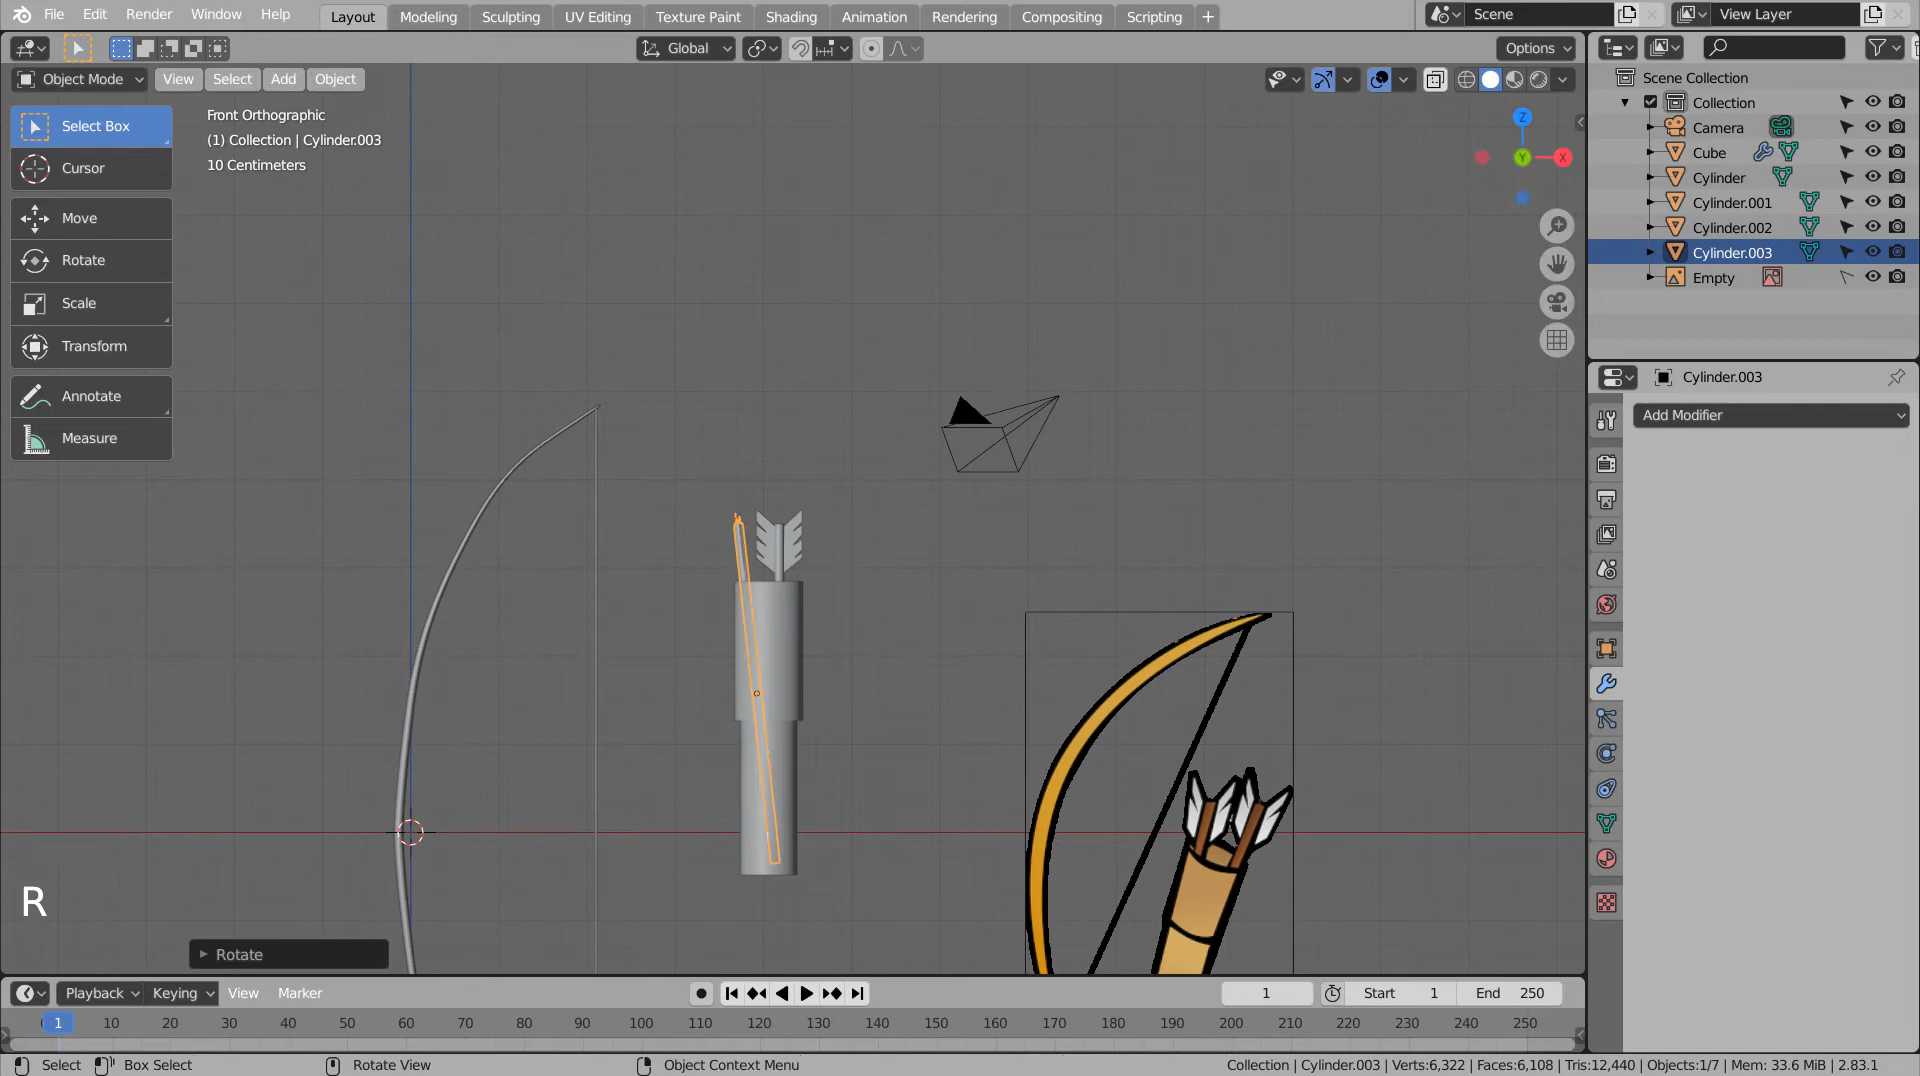 File Edit Render Window Help Layout Modeling Sculpting UV Editing Texture Paint Shading Animation Rendering Compositing Scripting + Scene View Layer
Global Options
Object Mode View Select Add Object
Select Box
Cursor
Move
Rotate
Scale
Transform
Annotate
Measure
Front Orthographic
(1) Collection | Cylinder.003
10 Centimeters
Z
Y
X
R
Rotate
Scene Collection
Collection
Camera
Cube
Cylinder
Cylinder.001
Cylinder.002
Cylinder.003
Empty
Cylinder.003
Add Modifier
Playback Keying View Marker 1 Start 1 End 250
1 10 20 30 40 50 60 70 80 90 100 110 120 130 140 150 160 170 180 190 200 210 220 230 240 250
Select Box Select Rotate View Object Context Menu Collection | Cylinder.003 | Verts:6,322 | Faces:6,108 | Tris:12,440 | Objects:1/7 | Mem: 33.6 MiB | 2.83.1